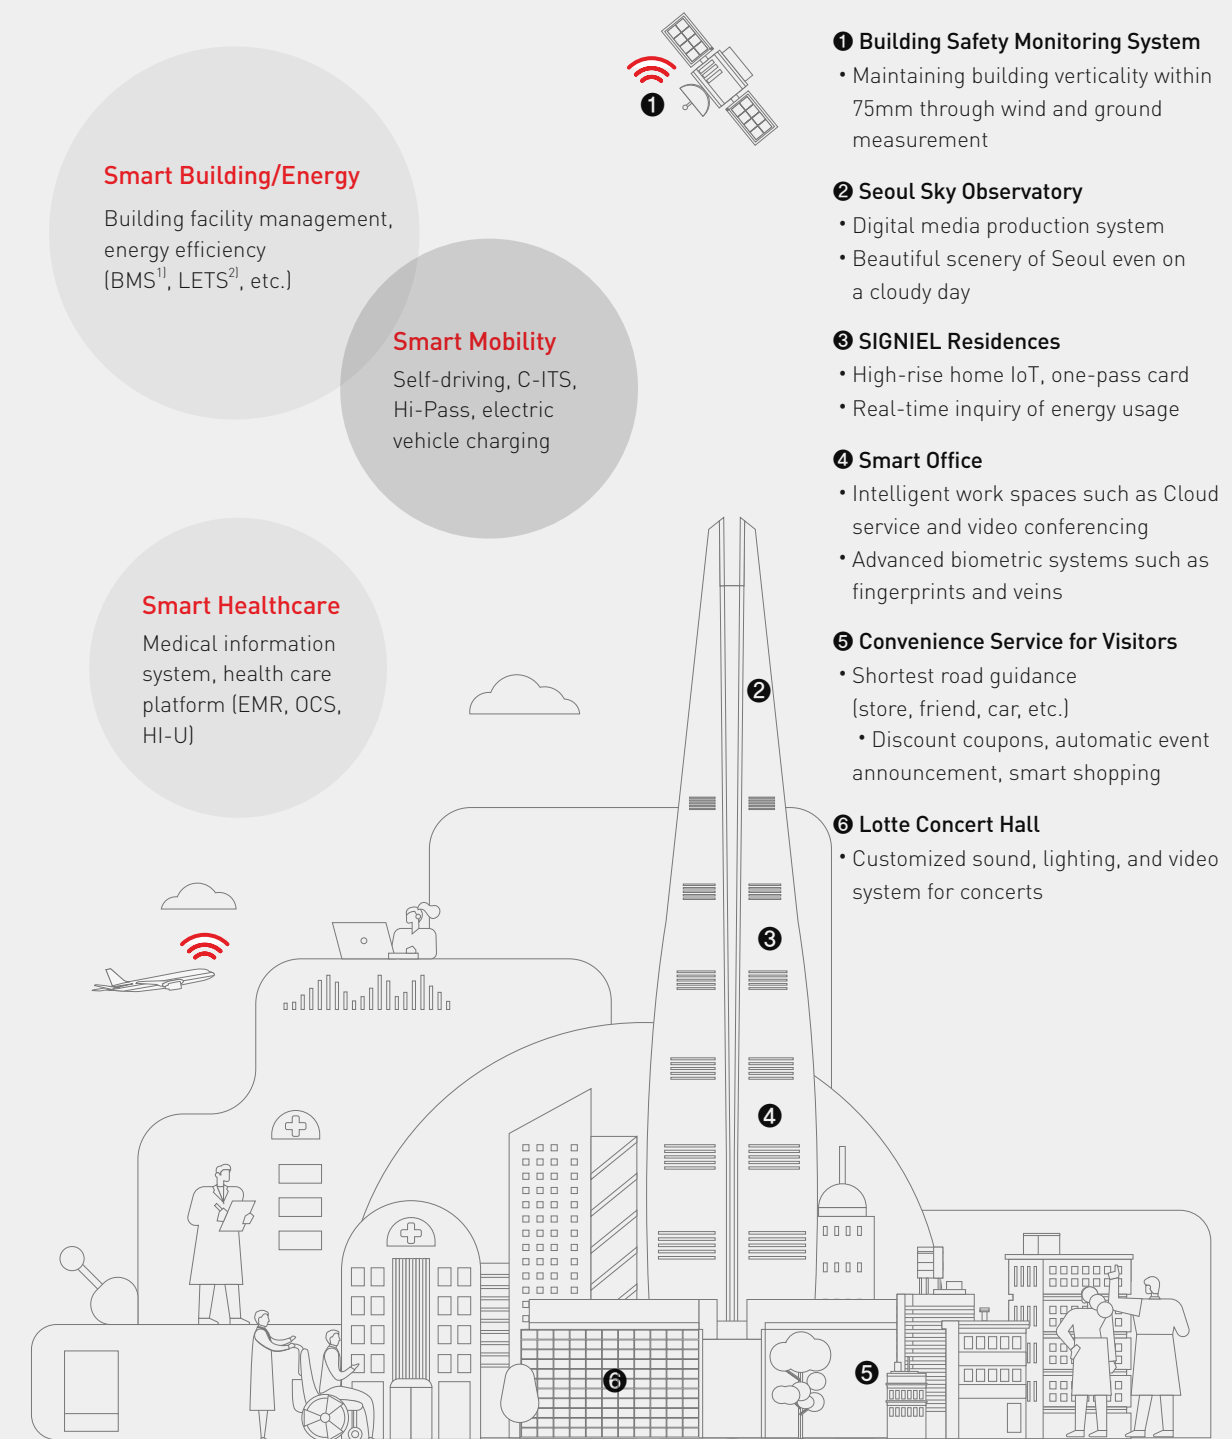 Smart Building/Energy
Building facility management,
energy efficiency
(BMS1), LETS2), etc.)
Smart Mobility
Self-driving, C-ITS,
Hi-Pass, electric
vehicle charging
Smart Healthcare
Medical information
system, health care
platform (EMR, OCS,
HI-U)
❶
❶ Building Safety Monitoring System
• Maintaining building verticality within
75mm through wind and ground
measurement
❷ Seoul Sky Observatory
• Digital media production system
• Beautiful scenery of Seoul even on
a cloudy day
❸ SIGNIEL Residences
• High-rise home IoT, one-pass card
• Real-time inquiry of energy usage
❹ Smart Office
• Intelligent work spaces such as Cloud
service and video conferencing
• Advanced biometric systems such as
fingerprints and veins
❺ Convenience Service for Visitors
• Shortest road guidance
(store, friend, car, etc.)
• Discount coupons, automatic event
announcement, smart shopping
❻ Lotte Concert Hall
• Customized sound, lighting, and video
system for concerts
❷
❸
❹
❺
❻